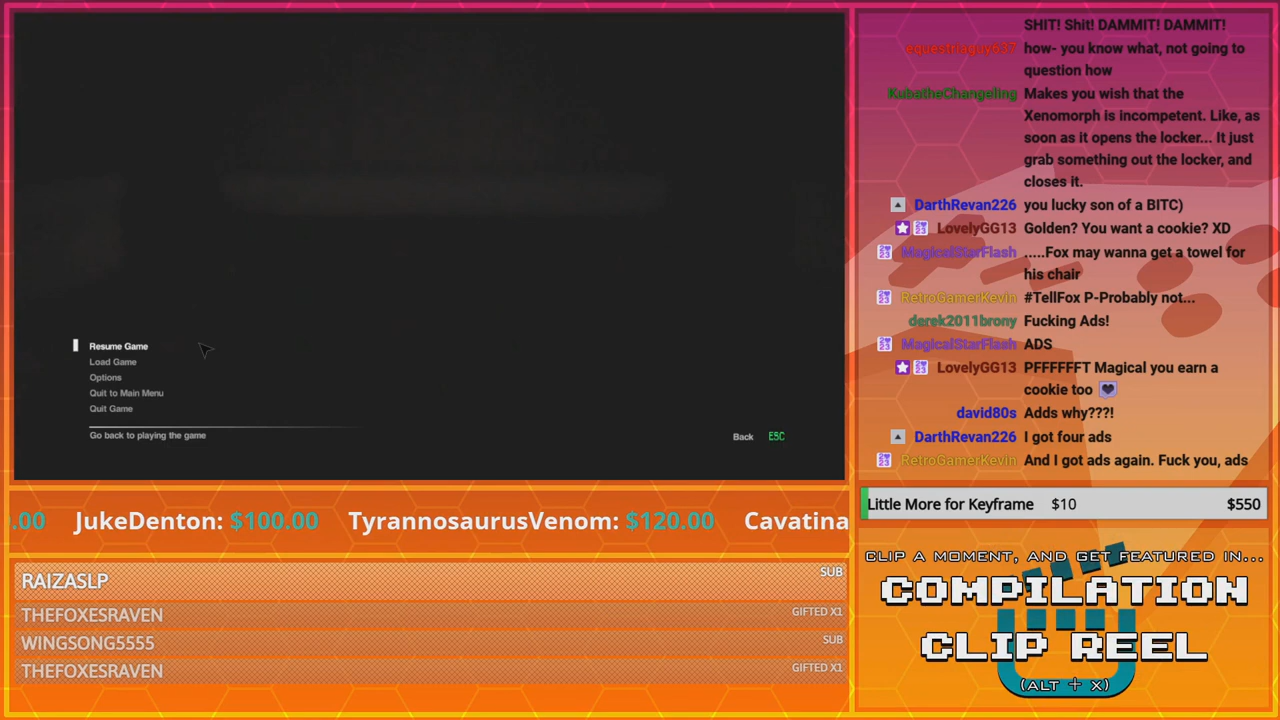 SHIT! Shit! DAMMIT! DAMMIT!
equestriaguy637 how- you know what, not going to
question how
KubatheChangeling Makes you wish that the
Xenomorph is incompetent. Like, as
soon as it opens the locker... It just
grab something out the locker, and
closes it.
DarthRevan226 you lucky son of a BITC)
LovelyGG13 Golden? You want a cookie? XD
MagicalStarFlash .....Fox may wanna get a towel for
his chair
RetroGamerKevin #TellFox P-Probably not...
derek2011brony Fucking Ads!
MagicalStarFlash ADS
LovelyGG13 PFFFFFFT Magical you earn a
cookie too
david80s Adds why???!
DarthRevan226 I got four ads
RetroGamerKevin And I got ads again. Fuck you, ads
Resume Game
Load Game
Options
Quit to Main Menu
Quit Game
Go back to playing the game
Back ESC
.00 JukeDenton: $100.00 TyrannosaurusVenom: $120.00 Cavatina
Little More for Keyframe $10 $550
RAIZASLP SUB
THEFOXESRAVEN GIFTED X1
WINGSONG5555 SUB
THEFOXESRAVEN GIFTED X1
CLIP A MOMENT, AND GET FEATURED IN...
COMPILATION
CLIP REEL
(ALT + X)